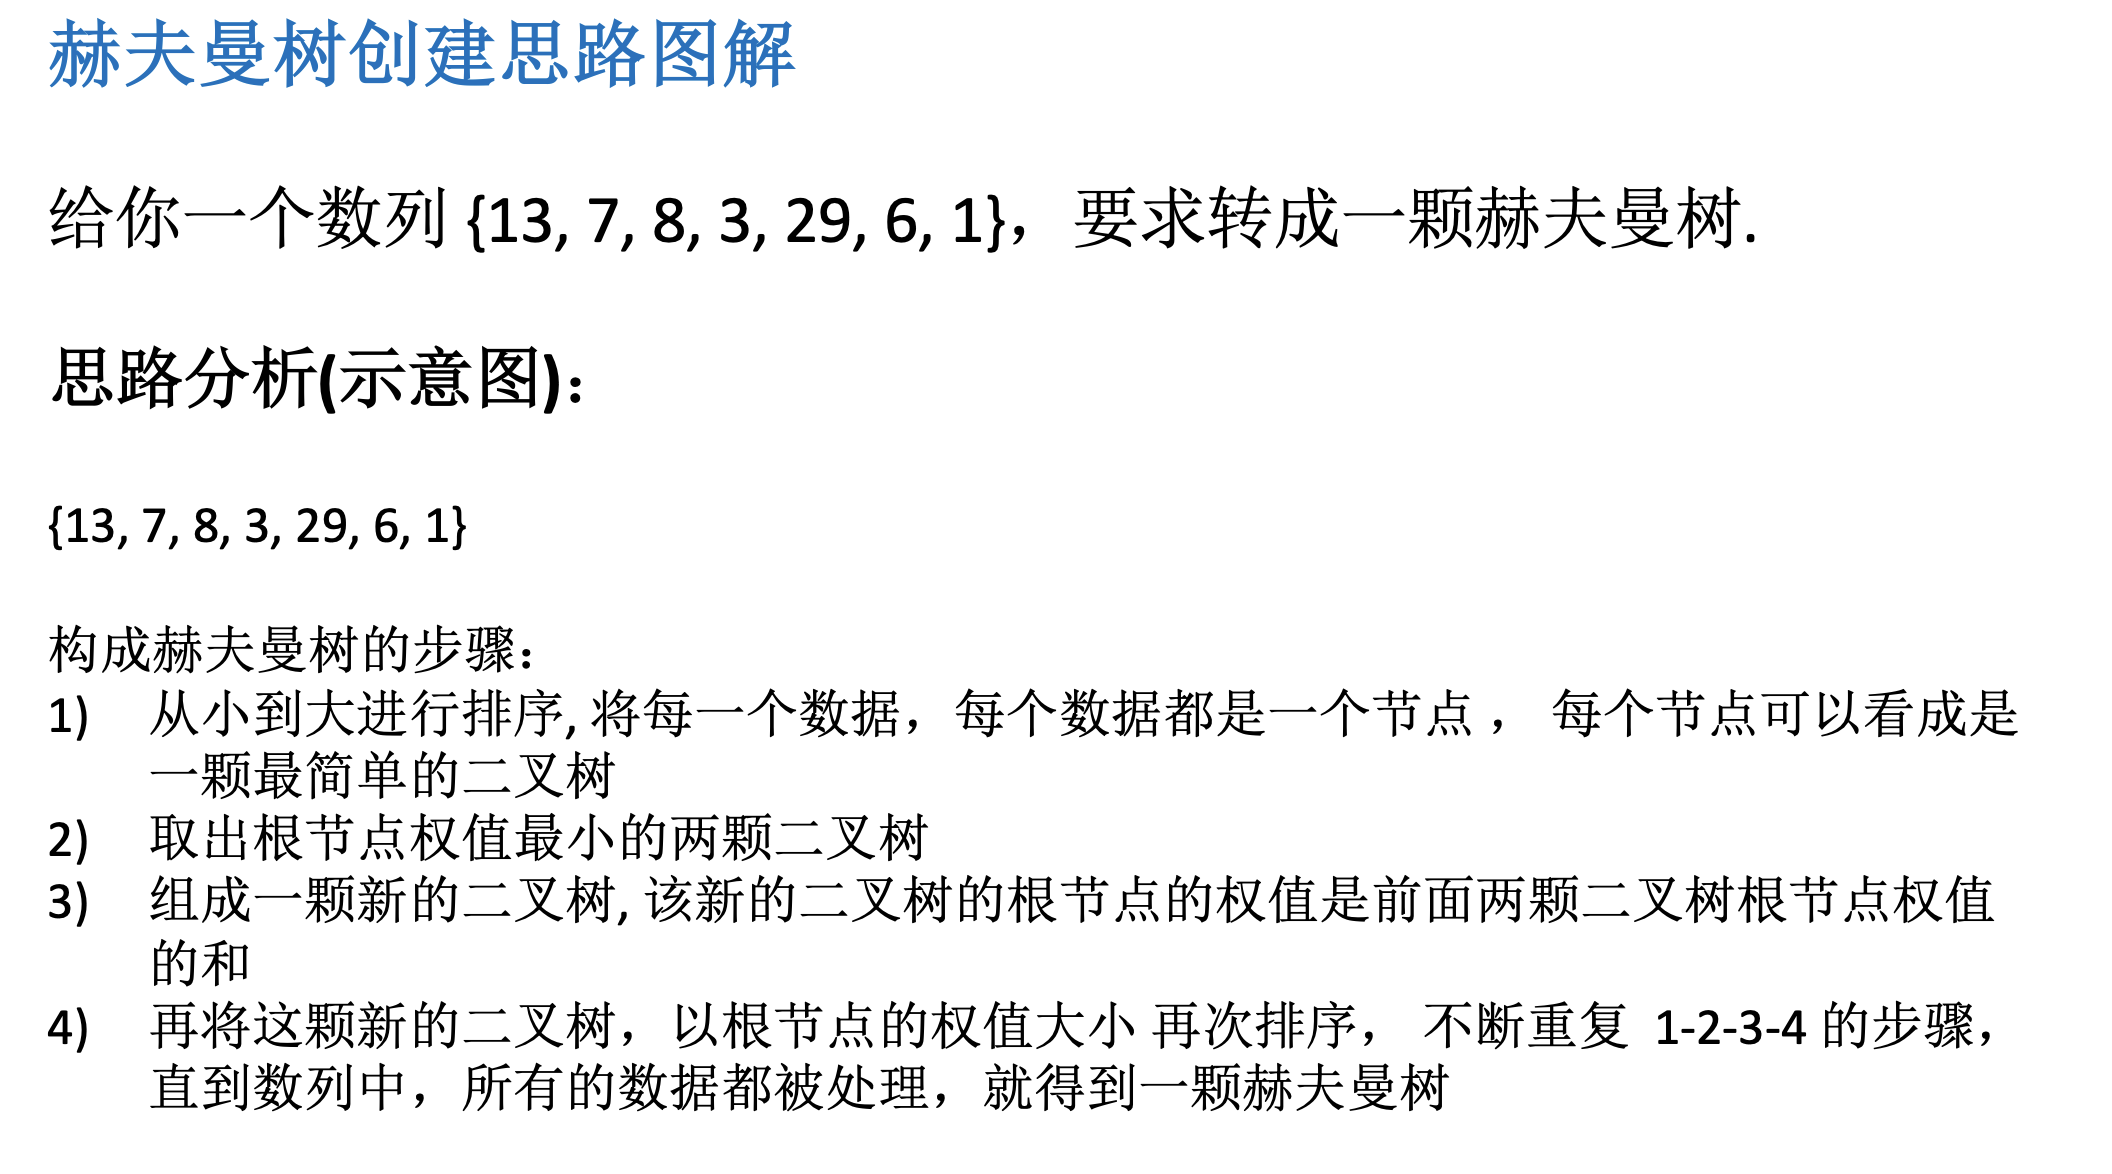 赫夫曼树创建思路图解
给你一个数列 {13, 7, 8, 3, 29, 6, 1}，要求转成一颗赫夫曼树.
思路分析(示意图)：
{13, 7, 8, 3, 29, 6, 1}
构成赫夫曼树的步骤：
1) 从小到大进行排序, 将每一个数据，每个数据都是一个节点 ， 每个节点可以看成是
一颗最简单的二叉树
2) 取出根节点权值最小的两颗二叉树
3) 组成一颗新的二叉树, 该新的二叉树的根节点的权值是前面两颗二叉树根节点权值
的和
4) 再将这颗新的二叉树，以根节点的权值大小 再次排序， 不断重复 1-2-3-4 的步骤，
直到数列中，所有的数据都被处理，就得到一颗赫夫曼树